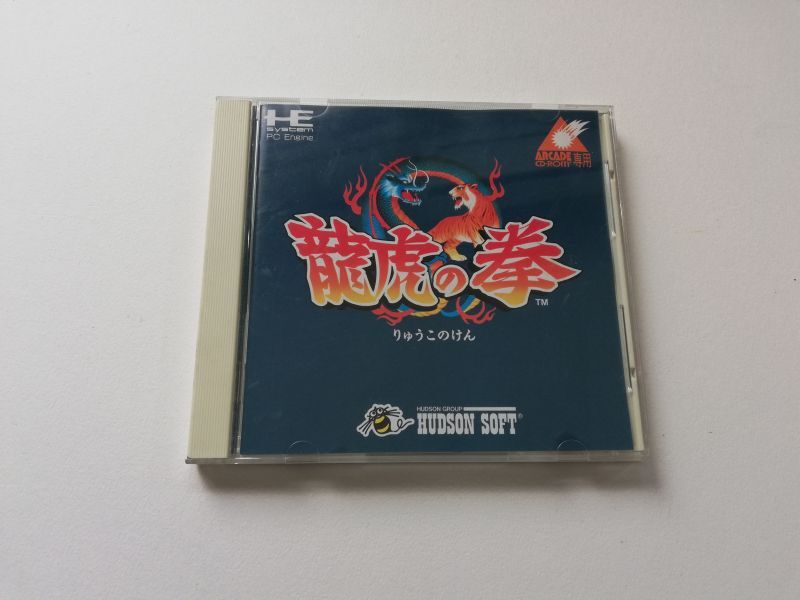 HE
system
PC Engine
ARCADE
CD-ROM² 専用
龍虎の拳
TM
りゅうこのけん
HUDSON GROUP
HUDSON SOFT®